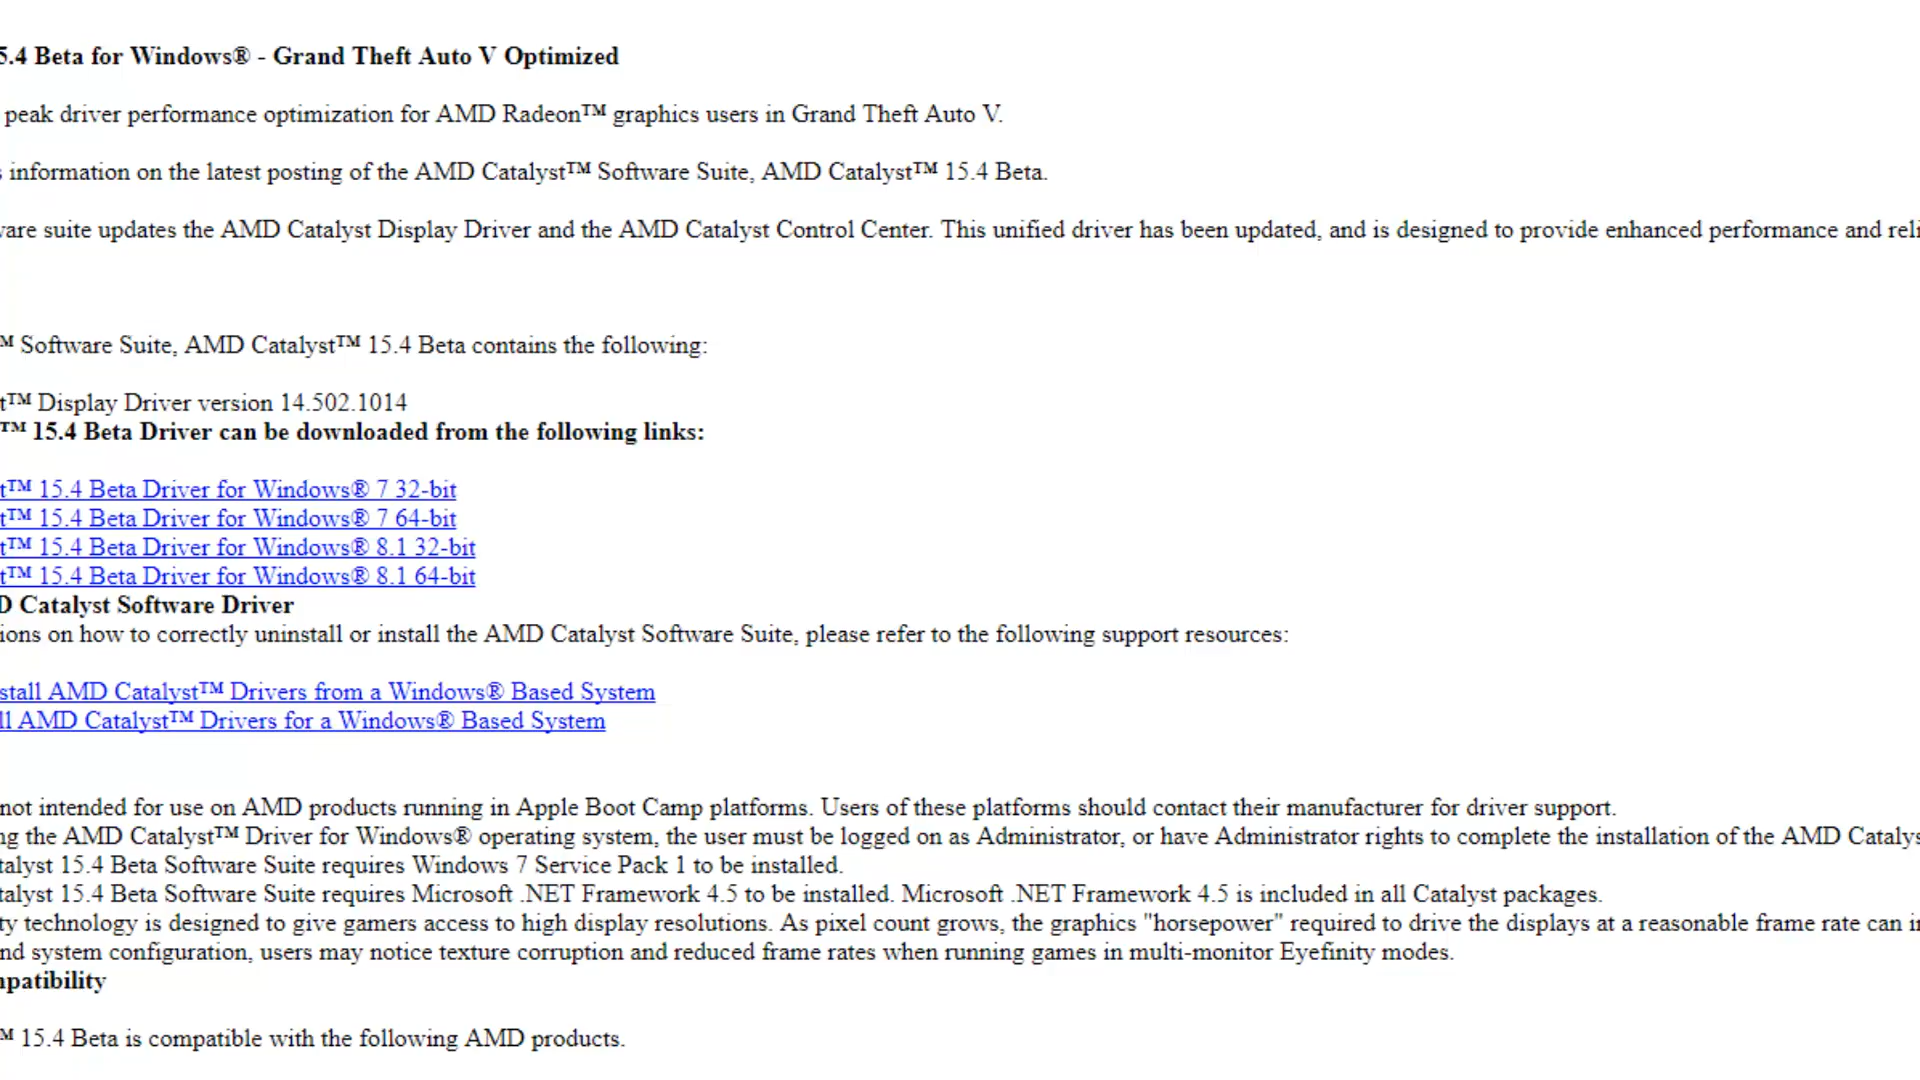 5.4 Beta for Windows® - Grand Theft Auto V Optimized
peak driver performance optimization for AMD Radeon™ graphics users in Grand Theft Auto V.
information on the latest posting of the AMD Catalyst™ Software Suite, AMD Catalyst™ 15.4 Beta.
ware suite updates the AMD Catalyst Display Driver and the AMD Catalyst Control Center. This unified driver has been updated, and is designed to provide enhanced performance and reli
™ Software Suite, AMD Catalyst™ 15.4 Beta contains the following:
t™ Display Driver version 14.502.1014
™ 15.4 Beta Driver can be downloaded from the following links:
t™ 15.4 Beta Driver for Windows® 7 32-bit
t™ 15.4 Beta Driver for Windows® 7 64-bit
t™ 15.4 Beta Driver for Windows® 8.1 32-bit
t™ 15.4 Beta Driver for Windows® 8.1 64-bit
D Catalyst Software Driver
ions on how to correctly uninstall or install the AMD Catalyst Software Suite, please refer to the following support resources:
stall AMD Catalyst™ Drivers from a Windows® Based System
ll AMD Catalyst™ Drivers for a Windows® Based System
not intended for use on AMD products running in Apple Boot Camp platforms. Users of these platforms should contact their manufacturer for driver support.
ng the AMD Catalyst™ Driver for Windows® operating system, the user must be logged on as Administrator, or have Administrator rights to complete the installation of the AMD Catalys
talyst 15.4 Beta Software Suite requires Windows 7 Service Pack 1 to be installed.
talyst 15.4 Beta Software Suite requires Microsoft .NET Framework 4.5 to be installed. Microsoft .NET Framework 4.5 is included in all Catalyst packages.
ty technology is designed to give gamers access to high display resolutions. As pixel count grows, the graphics "horsepower" required to drive the displays at a reasonable frame rate can in
nd system configuration, users may notice texture corruption and reduced frame rates when running games in multi-monitor Eyefinity modes.
mpatibility
™ 15.4 Beta is compatible with the following AMD products.